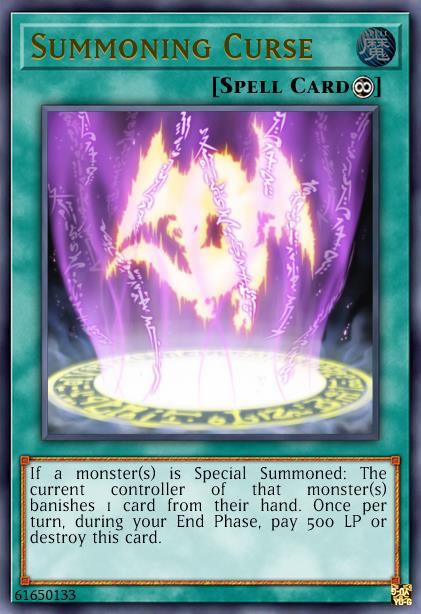 Summoning Curse
魔
[Spell Card]
If a monster(s) is Special Summoned: The
current controller of that monster(s)
banishes 1 card from their hand. Once per
turn, during your End Phase, pay 500 LP or
destroy this card.
61650133